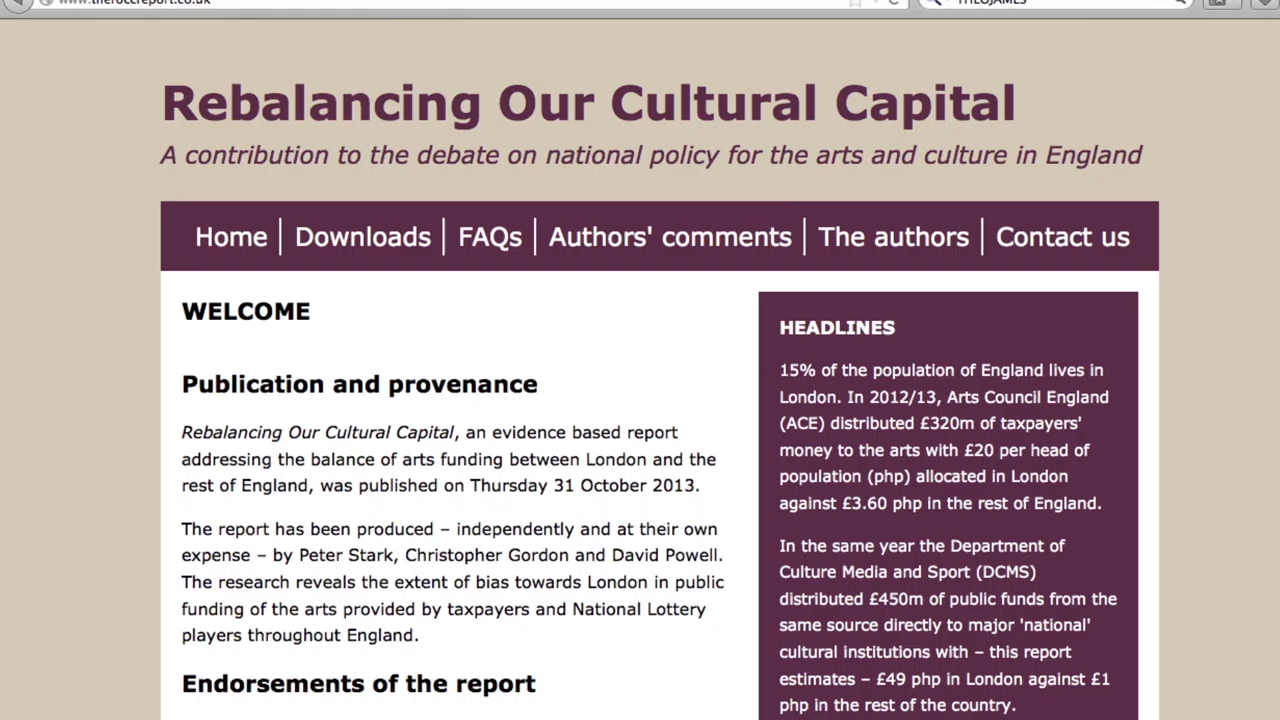 www.theroccreport.co.uk
THEOJAMES
Rebalancing Our Cultural Capital
A contribution to the debate on national policy for the arts and culture in England
Home
Downloads
FAQs
Authors' comments
The authors
Contact us
WELCOME
Publication and provenance
Rebalancing Our Cultural Capital, an evidence based report
addressing the balance of arts funding between London and the
rest of England, was published on Thursday 31 October 2013.
The report has been produced – independently and at their own
expense – by Peter Stark, Christopher Gordon and David Powell.
The research reveals the extent of bias towards London in public
funding of the arts provided by taxpayers and National Lottery
players throughout England.
Endorsements of the report
HEADLINES
15% of the population of England lives in
London. In 2012/13, Arts Council England
(ACE) distributed £320m of taxpayers'
money to the arts with £20 per head of
population (php) allocated in London
against £3.60 php in the rest of England.
In the same year the Department of
Culture Media and Sport (DCMS)
distributed £450m of public funds from the
same source directly to major 'national'
cultural institutions with – this report
estimates – £49 php in London against £1
php in the rest of the country.